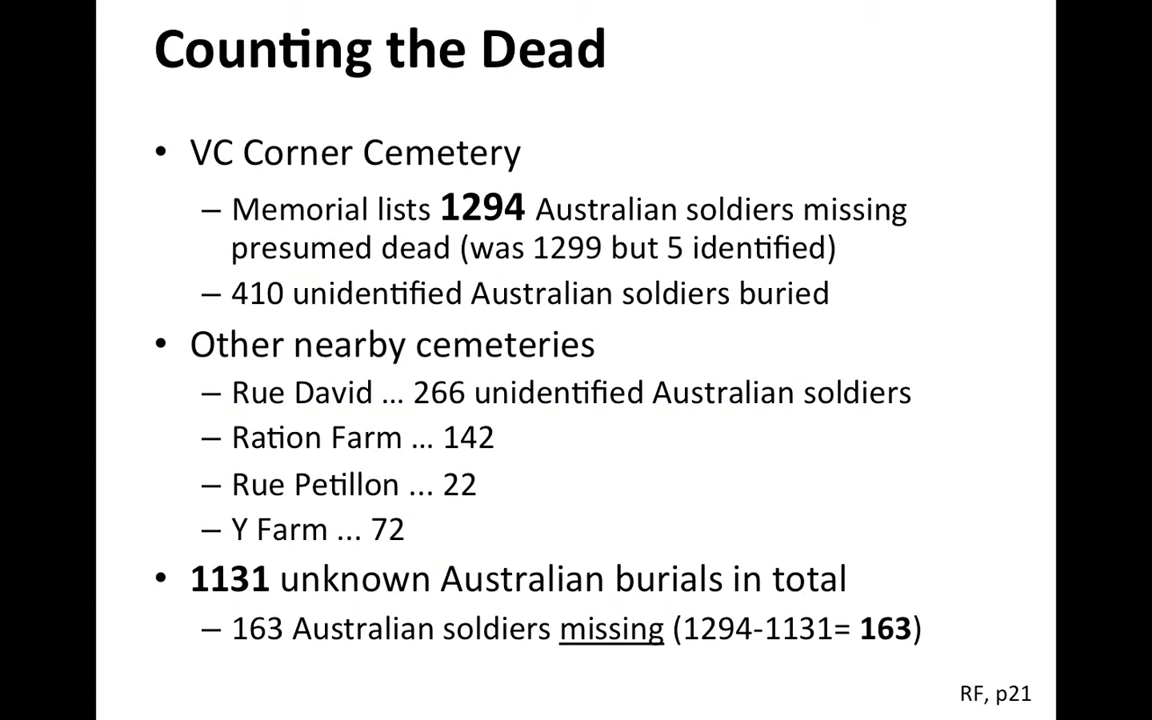 Counting the Dead
• VC Corner Cemetery
– Memorial lists 1294 Australian soldiers missing
presumed dead (was 1299 but 5 identified)
– 410 unidentified Australian soldiers buried
• Other nearby cemeteries
– Rue David ... 266 unidentified Australian soldiers
– Ration Farm ... 142
– Rue Petillon ... 22
– Y Farm ... 72
• 1131 unknown Australian burials in total
– 163 Australian soldiers missing (1294-1131= 163)
RF, p21